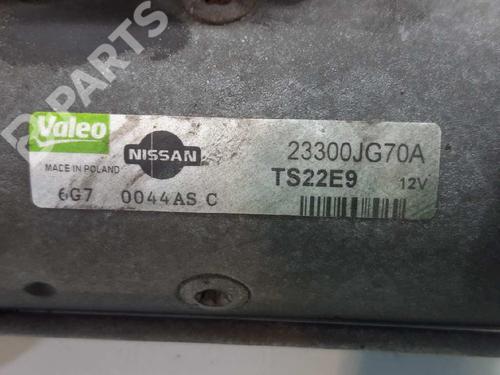 B-PARTS
Valeo
NISSAN
23300JG70A
MADE IN POLAND
TS22E9 12V
6G7 0044AS C